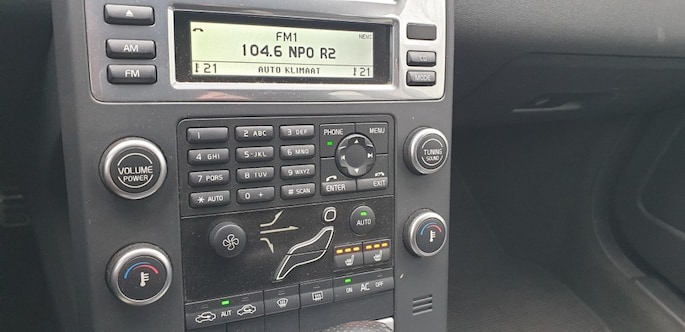 FM1
NEWS
104.6 NPO R2
21 AUTO KLIMAAT 21
AM
FM
MODE
1 2 ABC 3 DEF
4 GHI 5 JKL 6 MNO
7 PQRS 8 TUV 9 WXYZ
* AUTO 0 + # SCAN
PHONE MENU
ENTER EXIT
VOLUME
POWER
TUNING
SOUND
AUTO
AUT
ON AC OFF